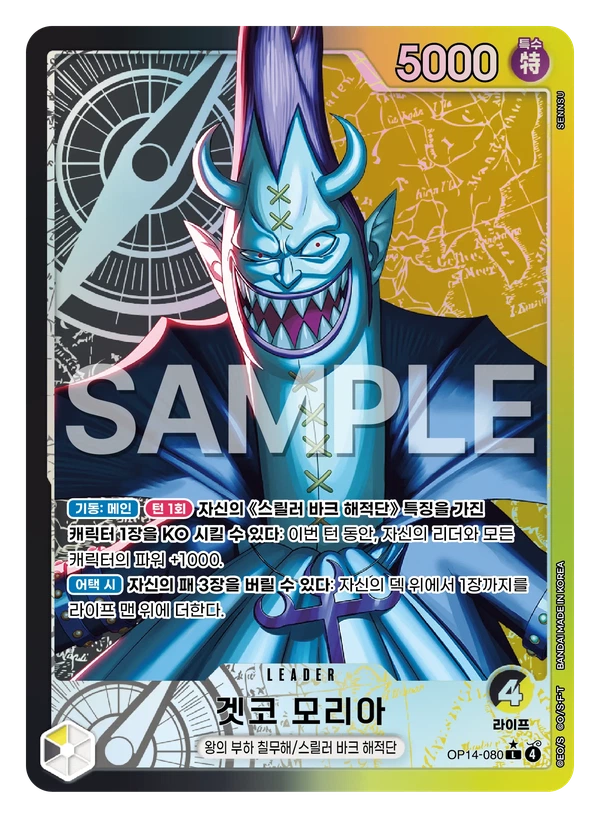 특수
5000 特
SENNSU
SAMPLE
기동: 메인 턴 1회 자신의 《스릴러 바크 해적단》 특징을 가진
캐릭터 1장을 KO 시킬 수 있다: 이번 턴 동안, 자신의 리더와 모든
캐릭터의 파워 +1000.
어택 시 자신의 패 3장을 버릴 수 있다: 자신의 덱 위에서 1장까지를
라이프 맨 위에 더한다.
©EO/S ©O/S·F·T BANDAI MADE IN KOREA
LEADER
겟코 모리아
4
라이프
왕의 부하 칠무해/스릴러 바크 해적단
OP14-080 L 4